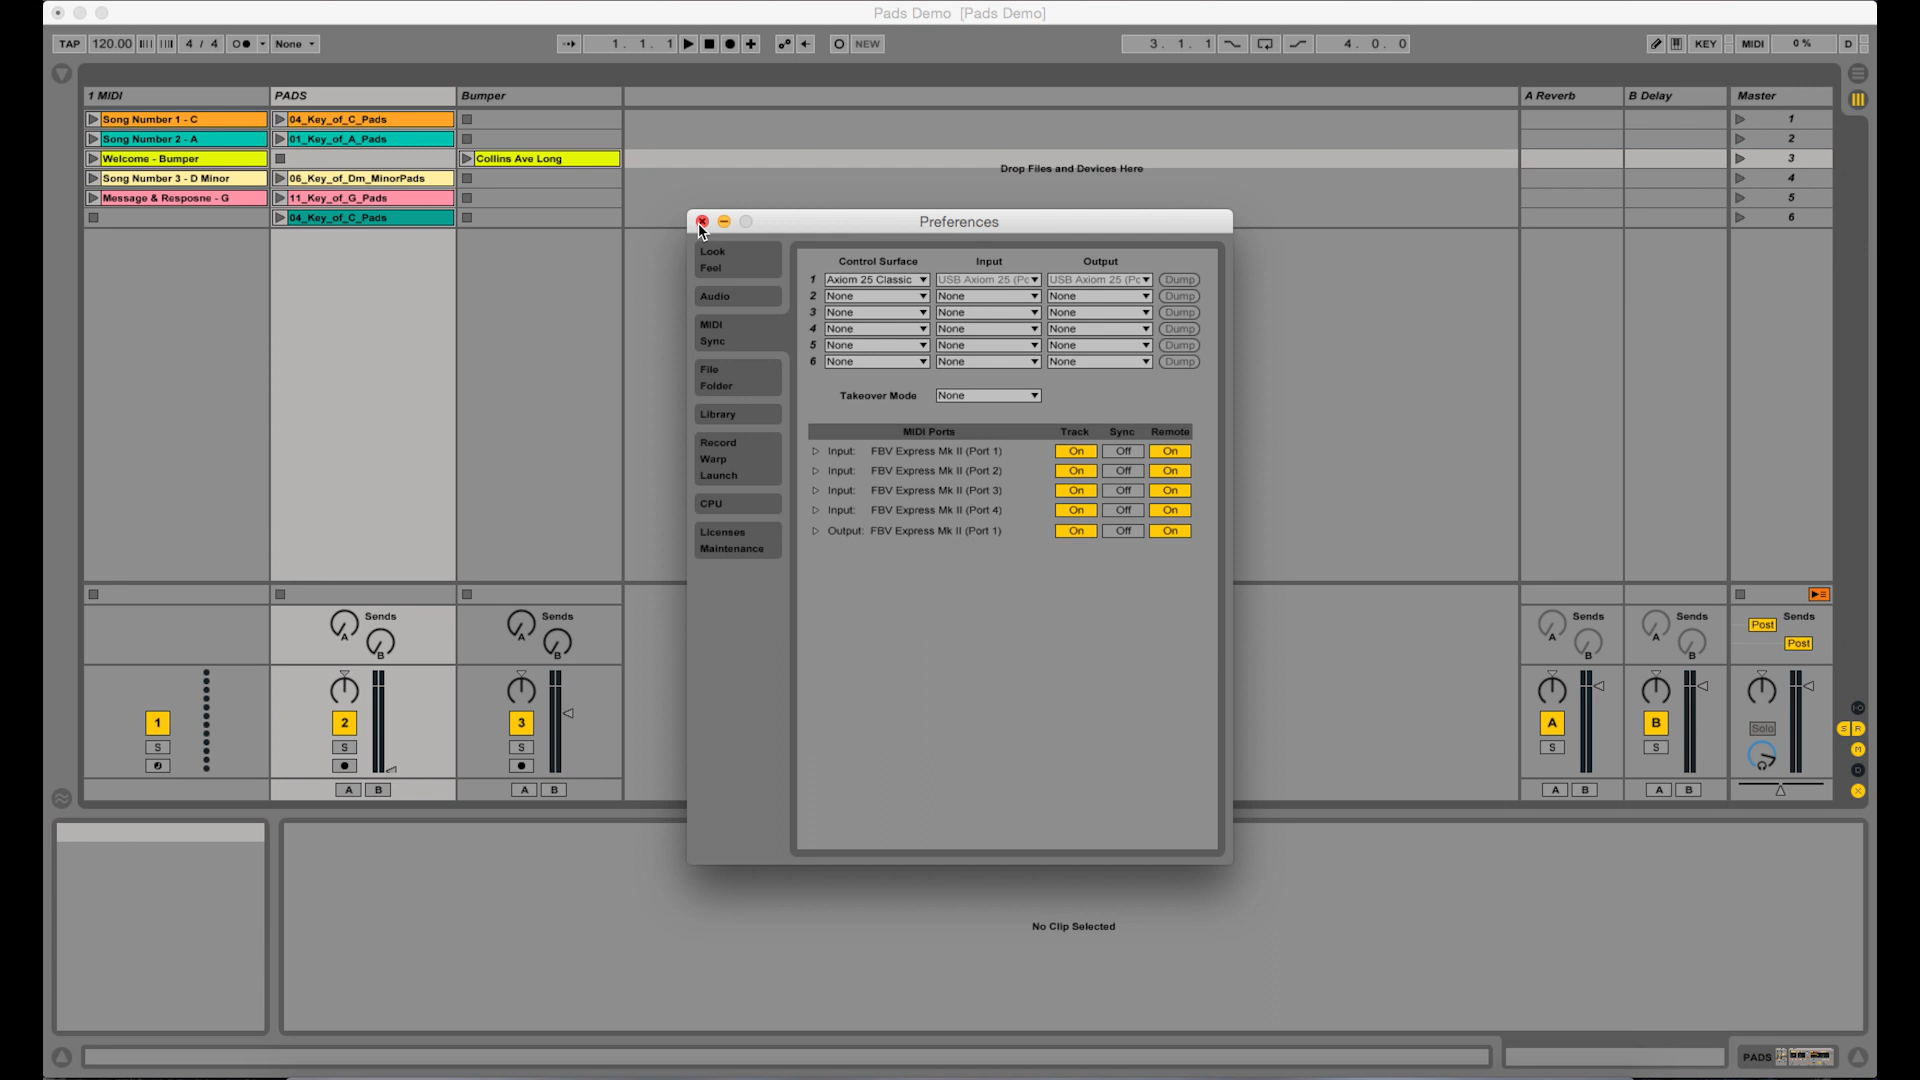 Pads Demo [Pads Demo]
TAP 120.00 4 / 4 None 1. 1. 1 NEW 3. 1. 1 4. 0. 0 KEY MIDI 0 % D
1 MIDI PADS Bumper A Reverb B Delay Master
Song Number 1 - C 04_Key_of_C_Pads 1
Song Number 2 - A 01_Key_of_A_Pads 2
Welcome - Bumper Collins Ave Long 3
Drop Files and Devices Here
Song Number 3 - D Minor 06_Key_of_Dm_MinorPads 4
Message & Resposne - G 11_Key_of_G_Pads 5
04_Key_of_C_Pads 6
Preferences
Look
Feel
Audio
MIDI
Sync
File
Folder
Library
Record
Warp
Launch
CPU
Licenses
Maintenance
Control Surface Input Output
1 Axiom 25 Classic USB Axiom 25 (Pc USB Axiom 25 (Pc Dump
2 None None None Dump
3 None None None Dump
4 None None None Dump
5 None None None Dump
6 None None None Dump
Takeover Mode None
MIDI Ports Track Sync Remote
Input: FBV Express Mk II (Port 1) On Off On
Input: FBV Express Mk II (Port 2) On Off On
Input: FBV Express Mk II (Port 3) On Off On
Input: FBV Express Mk II (Port 4) On Off On
Output: FBV Express Mk II (Port 1) On Off On
Sends Sends Sends Sends Sends
A A A A Post
B B B B Post
1 2 3 A B Solo
S S S S S
A B A B A B A B
S R
M
D
X
No Clip Selected
PADS